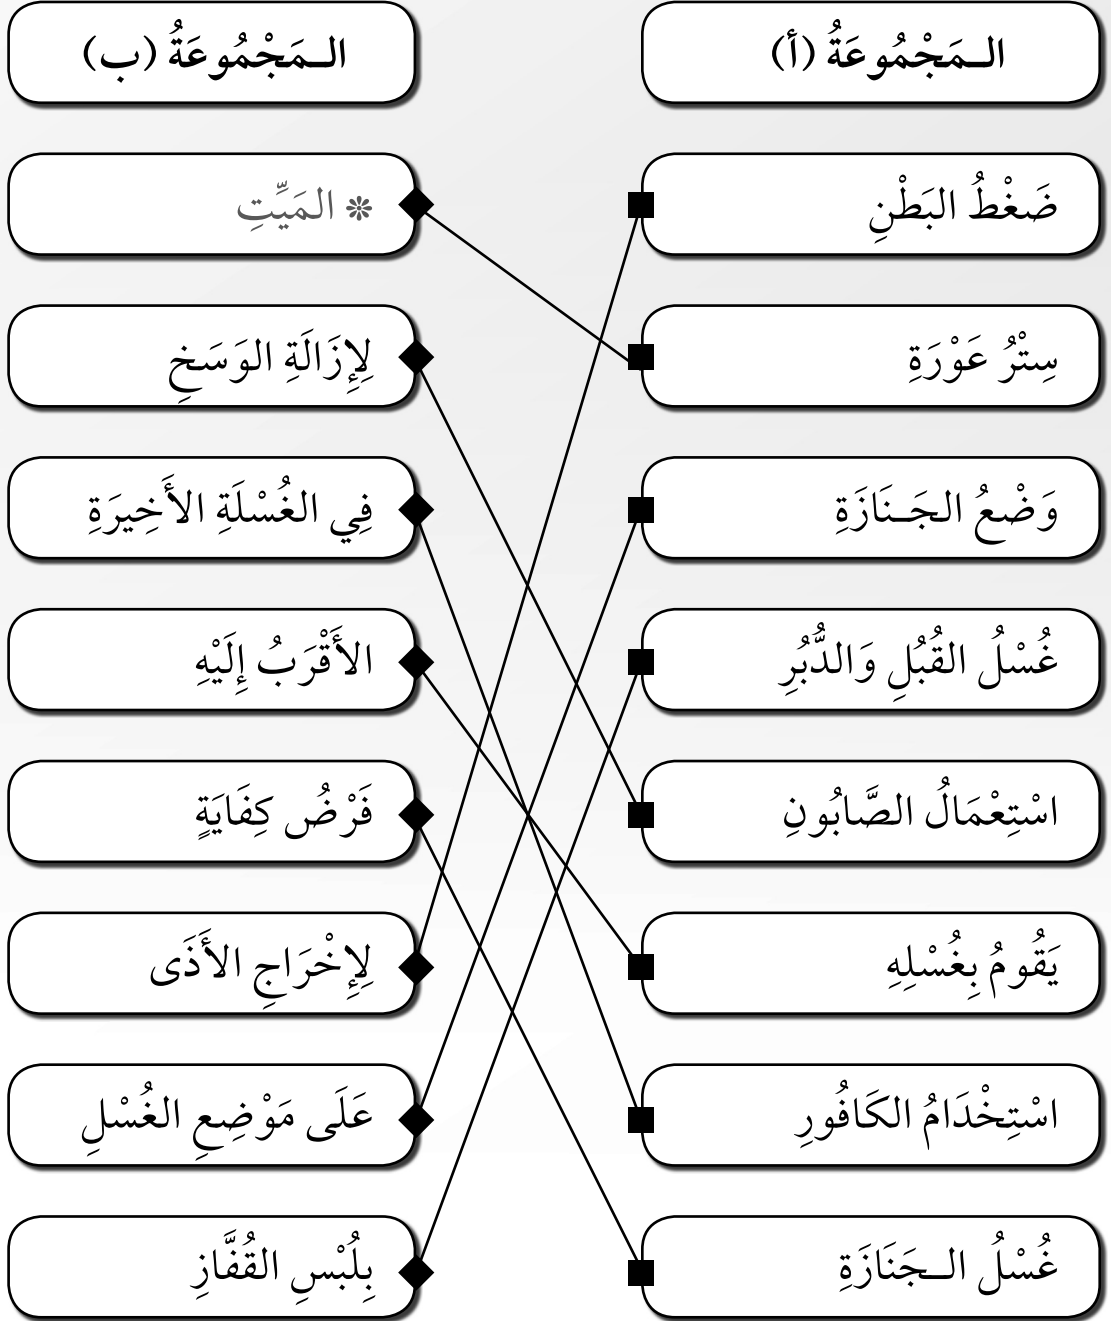 الـمَجْمُوعَةُ (أ)
الـمَجْمُوعَةُ (ب)
ضَغْطُ البَطْنِ
❊ المَيِّتِ
سِتْرُ عَوْرَةِ
لِإِزَالَةِ الوَسَخِ
وَضْعُ الجَـنَازَةِ
فِي الغُسْلَةِ الأَخِيرَةِ
غُسْلُ القُبُلِ وَالدُّبُرِ
الأَقْرَبُ إِلَيْهِ
اسْتِعْمَالُ الصَّابُونِ
فَرْضُ كِفَايَةٍ
يَقُومُ بِغُسْلِهِ
لِإِخْرَاجِ الأَذَى
اسْتِخْدَامُ الكَافُورِ
عَلَى مَوْضِعِ الغُسْلِ
غُسْلُ الـجَنَازَةِ
بِلُبْسِ القُفَّازِ